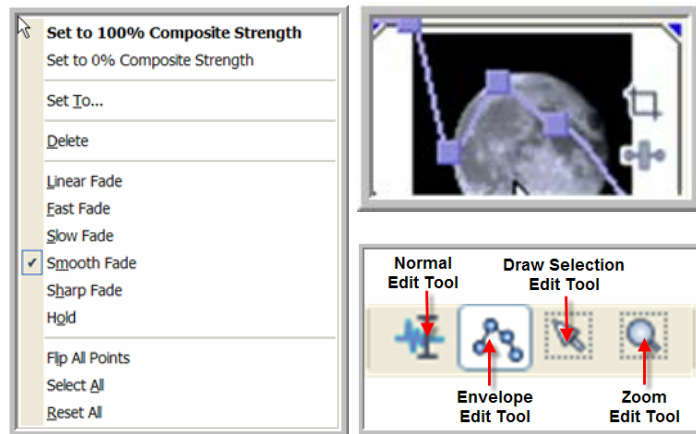 Set to 100% Composite Strength
Set to 0% Composite Strength
Set To...
Delete
Linear Fade
Fast Fade
Slow Fade
Smooth Fade
Sharp Fade
Hold
Flip All Points
Select All
Reset All
Normal
Edit Tool
Draw Selection
Edit Tool
Envelope
Edit Tool
Zoom
Edit Tool